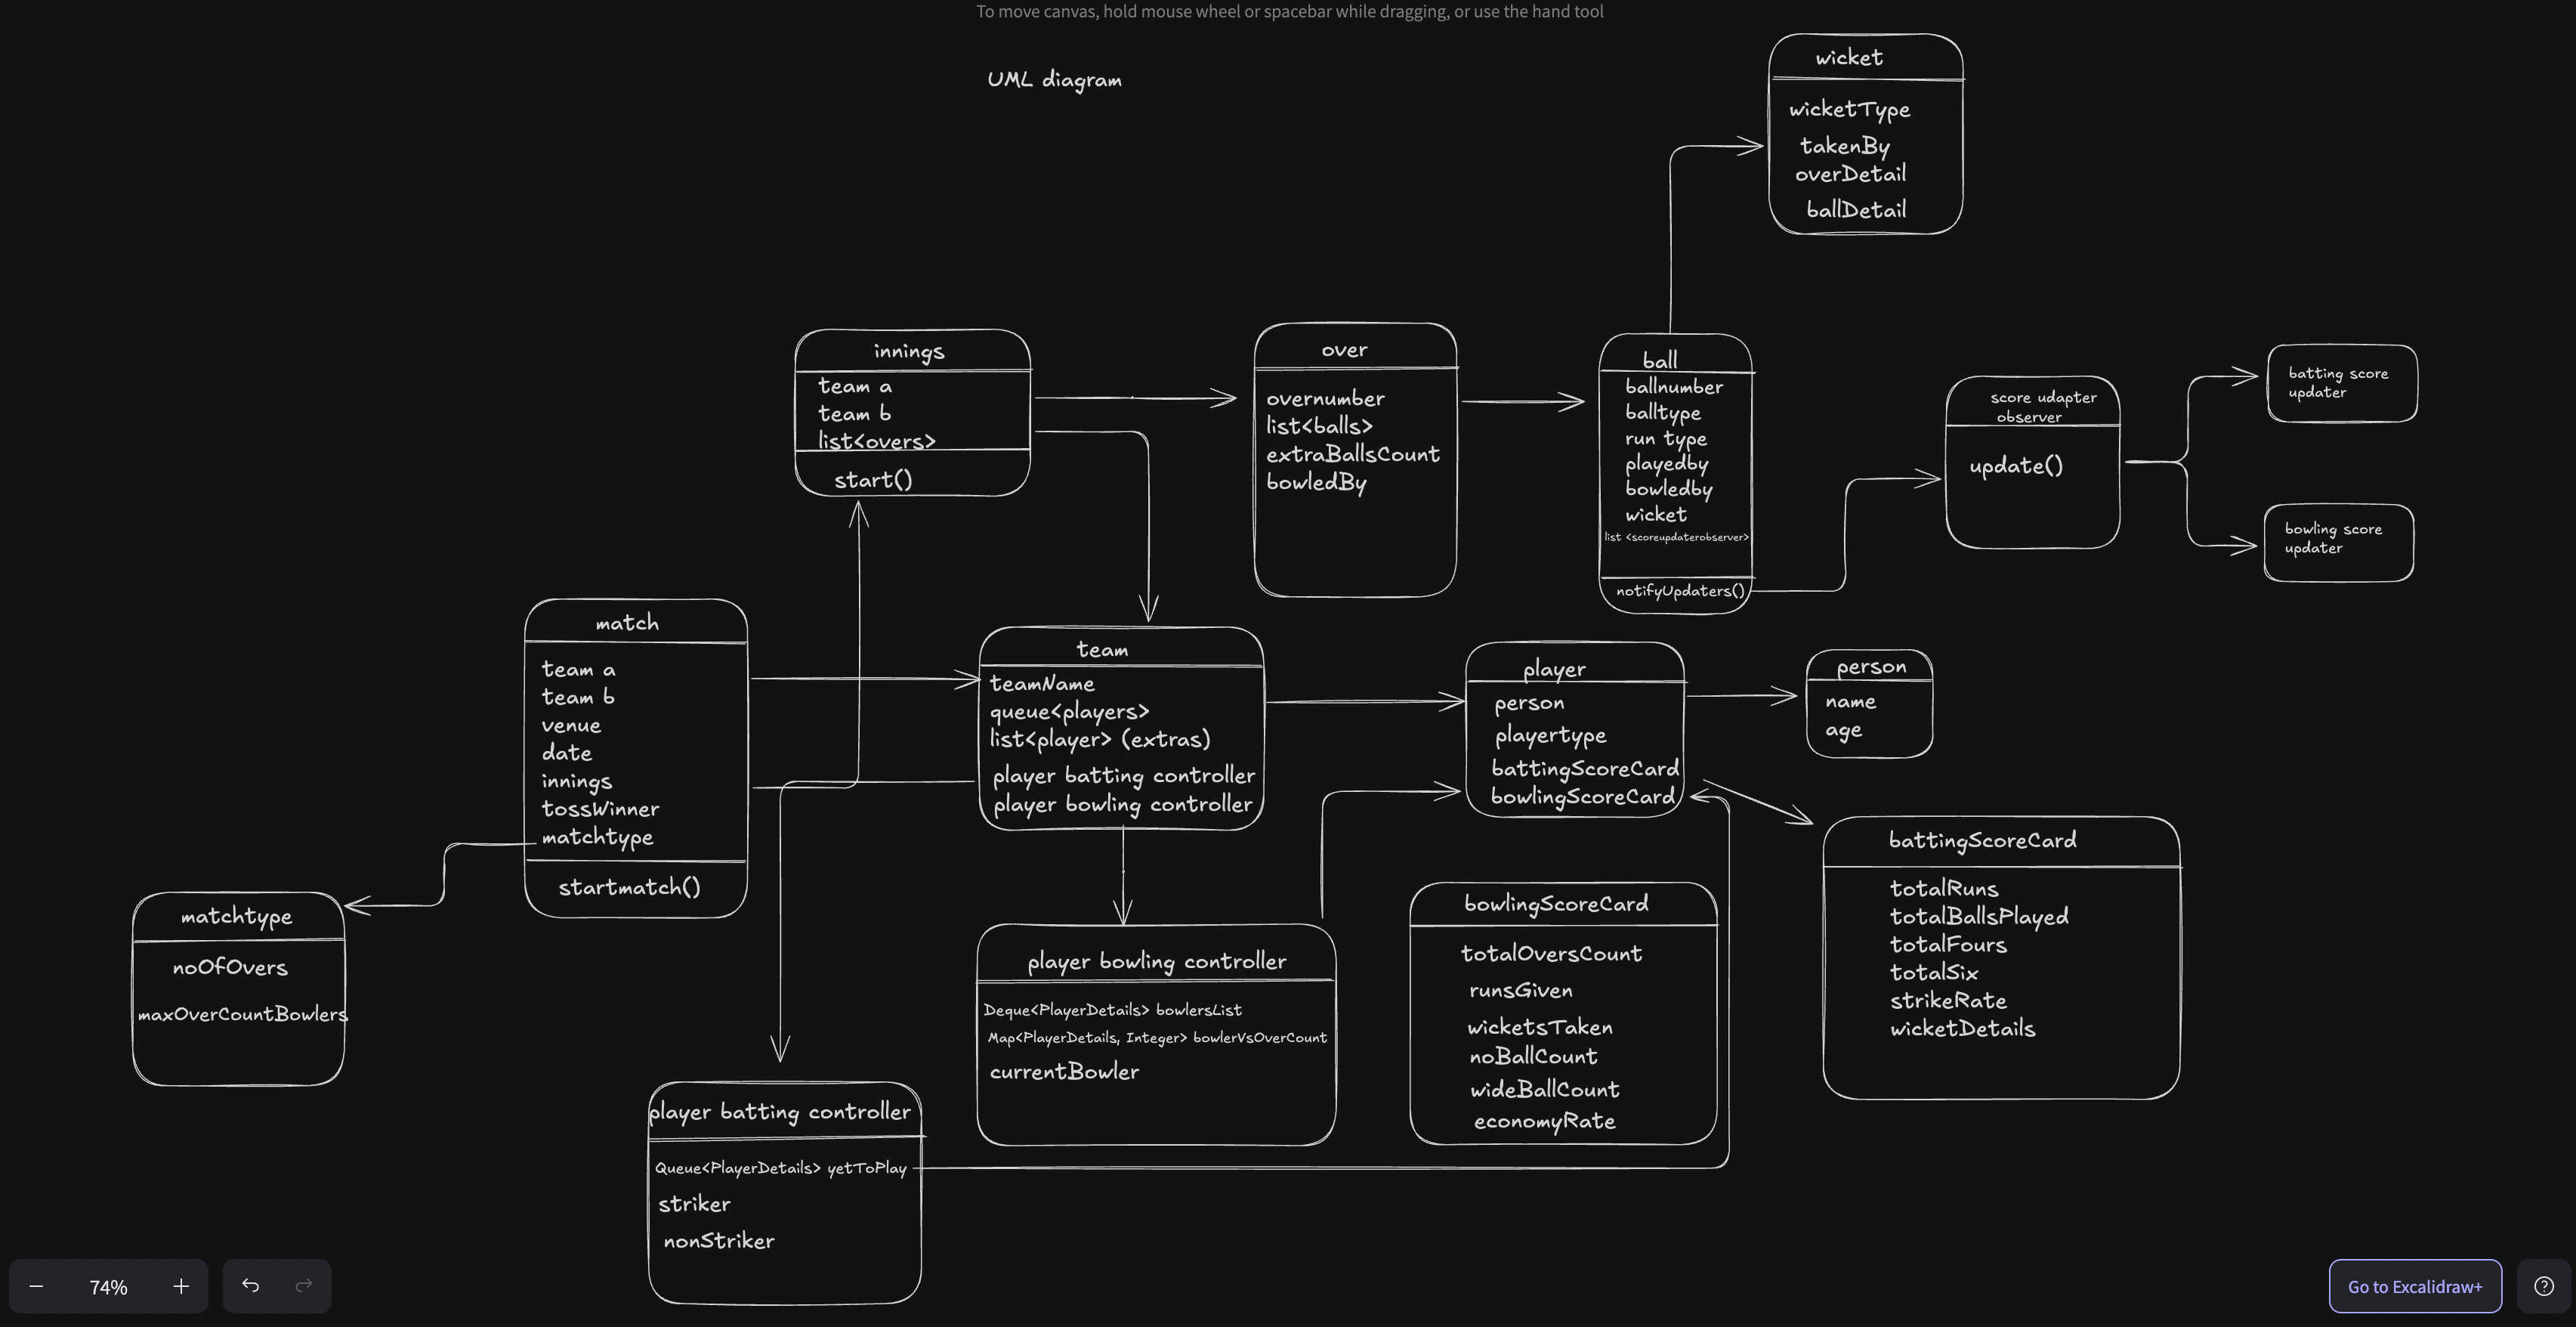 To move canvas, hold mouse wheel or spacebar while dragging, or use the hand tool
UML diagram
wicket
wicketType
takenBy
overDetail
ballDetail
innings
team a
team b
list<overs>
start()
over
overnumber
list<balls>
extraBallsCount
bowledBy
ball
ballnumber
balltype
run type
playedby
bowledby
wicket
list <scoreupdaterobserver>
notifyUpdaters()
score udapter
observer
update()
batting score
updater
bowling score
updater
match
team a
team b
venue
date
innings
tossWinner
matchtype
startmatch()
team
teamName
queue<players>
list<player> (extras)
player batting controller
player bowling controller
player
person
playertype
battingScoreCard
bowlingScoreCard
person
name
age
matchtype
noOfOvers
maxOverCountBowlers
player bowling controller
Deque<PlayerDetails> bowlersList
Map<PlayerDetails, Integer> bowlerVsOverCount
currentBowler
bowlingScoreCard
totalOversCount
runsGiven
wicketsTaken
noBallCount
wideBallCount
economyRate
battingScoreCard
totalRuns
totalBallsPlayed
totalFours
totalSix
strikeRate
wicketDetails
player batting controller
Queue<PlayerDetails> yetToPlay
striker
nonStriker
74%
Go to Excalidraw+